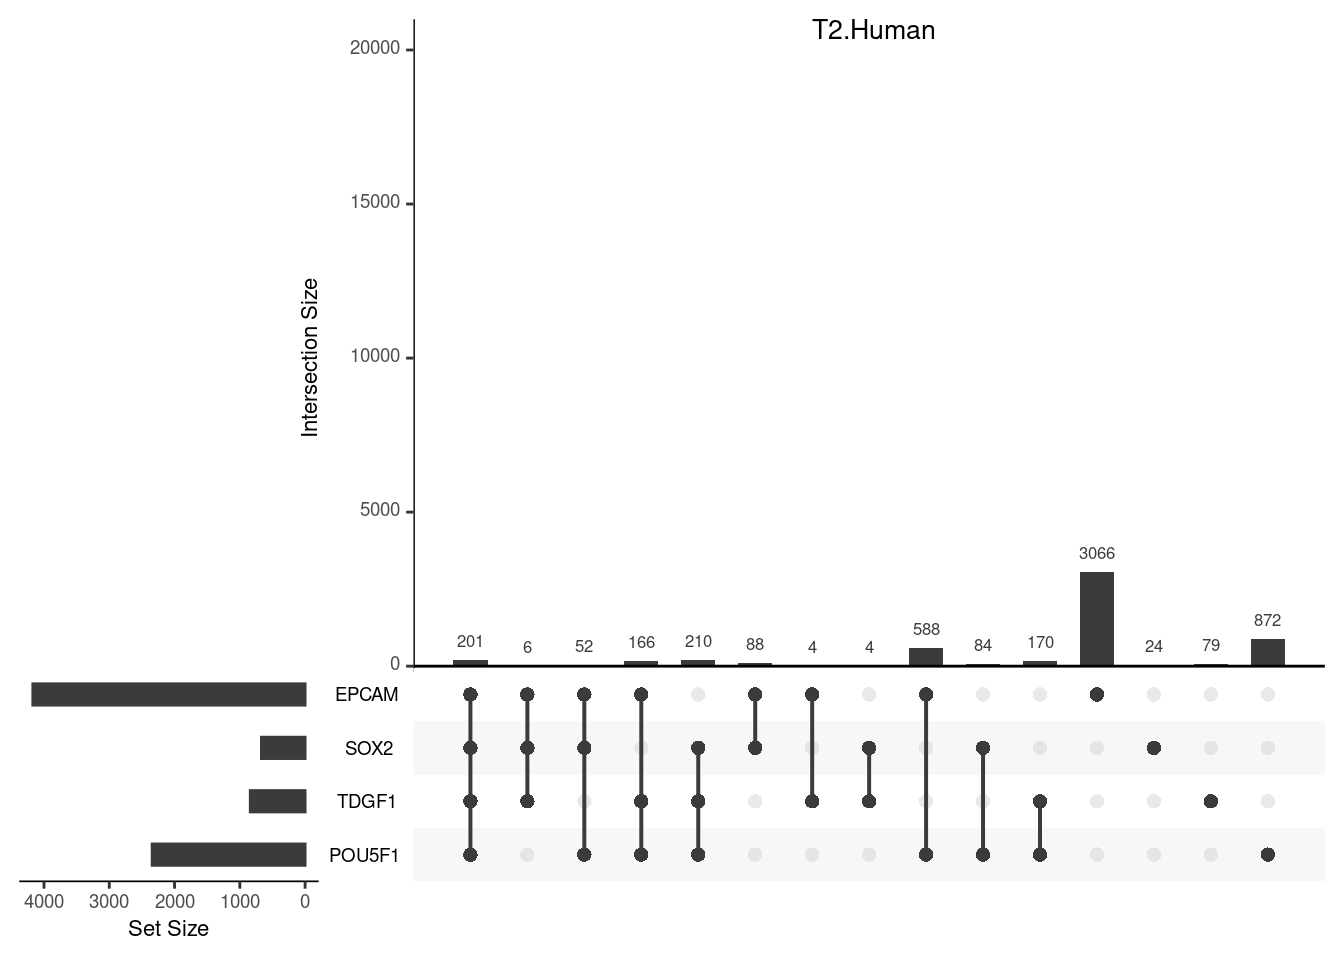 T2.Human
20000
15000
10000
5000
0
Intersection Size
201 6 52 166 210 88 4 4 588 84 170 3066 24 79 872
EPCAM
SOX2
TDGF1
POU5F1
4000 3000 2000 1000 0
Set Size